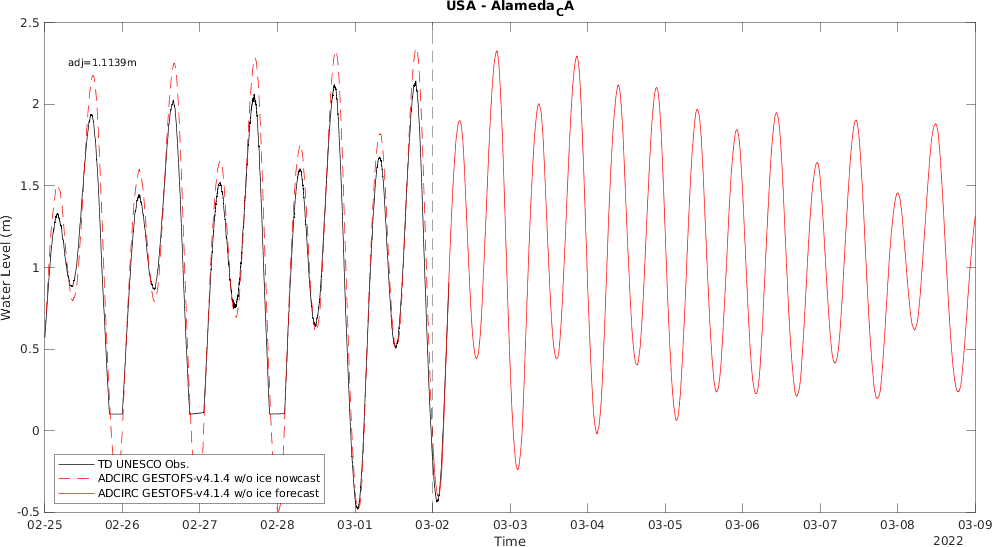 USA - Alameda_CA
2.5
adj=1.1139m
2
1.5
1
0.5
0
-0.5
Water Level (m)
TD UNESCO Obs.
ADCIRC GESTOFS-v4.1.4 w/o ice nowcast
ADCIRC GESTOFS-v4.1.4 w/o ice forecast
02-25 02-26 02-27 02-28 03-01 03-02 03-03 03-04 03-05 03-06 03-07 03-08 03-09
Time
2022